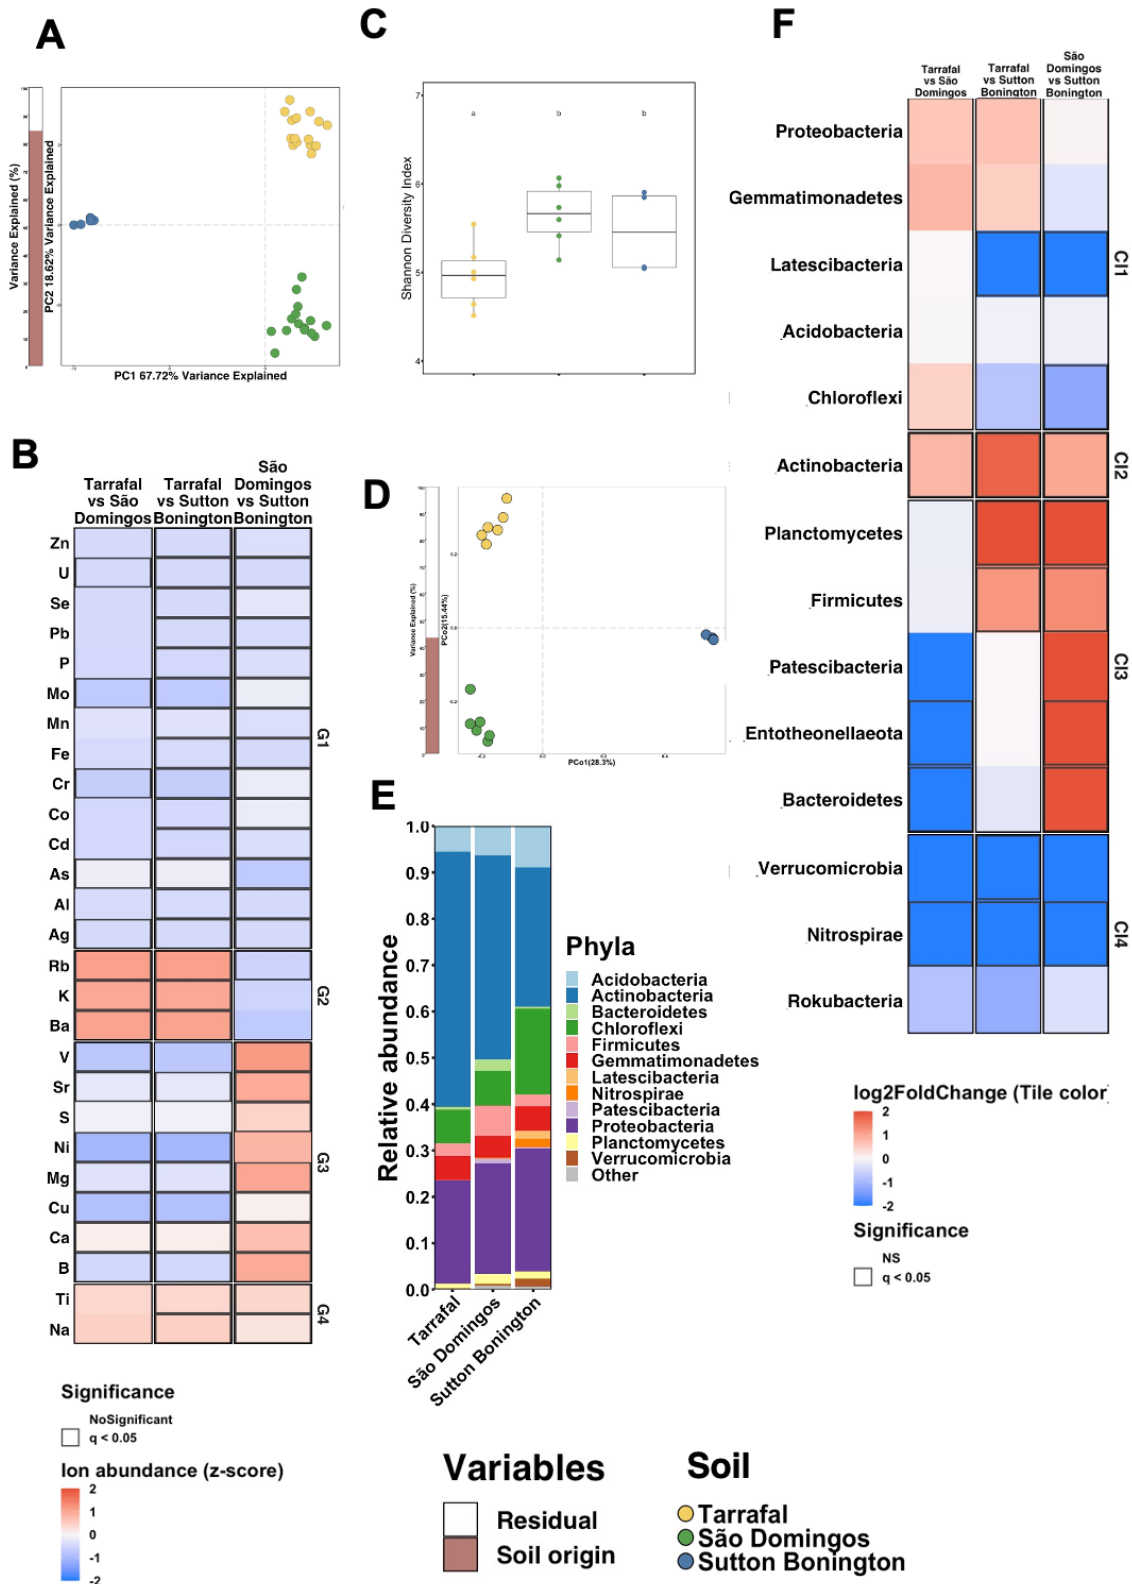 A
Variance Explained (%)
PC2 18.62% Variance Explained
PC1 67.72% Variance Explained
B
Tarrafal
vs São
Domingos
Tarrafal
vs Sutton
Bonington
São
Domingos
vs Sutton
Bonington
Zn
U
Se
Pb
P
Mo
Mn
Fe
Cr
Co
Cd
As
Al
Ag
Rb
K
Ba
V
Sr
S
Ni
Mg
Cu
Ca
B
Ti
Na
G1
G2
G3
G4
Significance
NoSignificant
q < 0.05
Ion abundance (z-score)
2
1
0
-1
-2
C
Shannon Diversity Index
7
6
5
4
a
b
b
D
Variance Explained (%)
PCo2(15.44%)
PCo1(28.3%)
E
Relative abundance
1.0
0.9
0.8
0.7
0.6
0.5
0.4
0.3
0.2
0.1
0.0
Tarrafal
São Domingos
Sutton Bonington
Phyla
Acidobacteria
Actinobacteria
Bacteroidetes
Chloroflexi
Firmicutes
Gemmatimonadetes
Latescibacteria
Nitrospirae
Patescibacteria
Proteobacteria
Planctomycetes
Verrucomicrobia
Other
Variables
Residual
Soil origin
Soil
Tarrafal
São Domingos
Sutton Bonington
F
Tarrafal
vs São
Domingos
Tarrafal
vs Sutton
Bonington
São
Domingos
vs Sutton
Bonington
Proteobacteria
Gemmatimonadetes
Latescibacteria
Acidobacteria
Chloroflexi
Actinobacteria
Planctomycetes
Firmicutes
Patescibacteria
Entotheonellaeota
Bacteroidetes
Verrucomicrobia
Nitrospirae
Rokubacteria
Cl1
Cl2
Cl3
Cl4
log2FoldChange (Tile color)
2
1
0
-1
-2
Significance
NS
q < 0.05